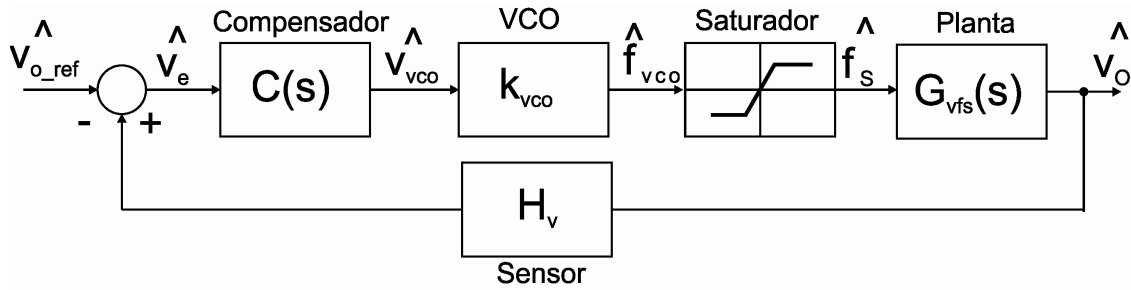 Compensador VCO Saturador Planta
v̂o_ref v̂e C(s) v̂vco kvco f̂vco f̂S Gvfs(s) v̂O
- +
Hv
Sensor